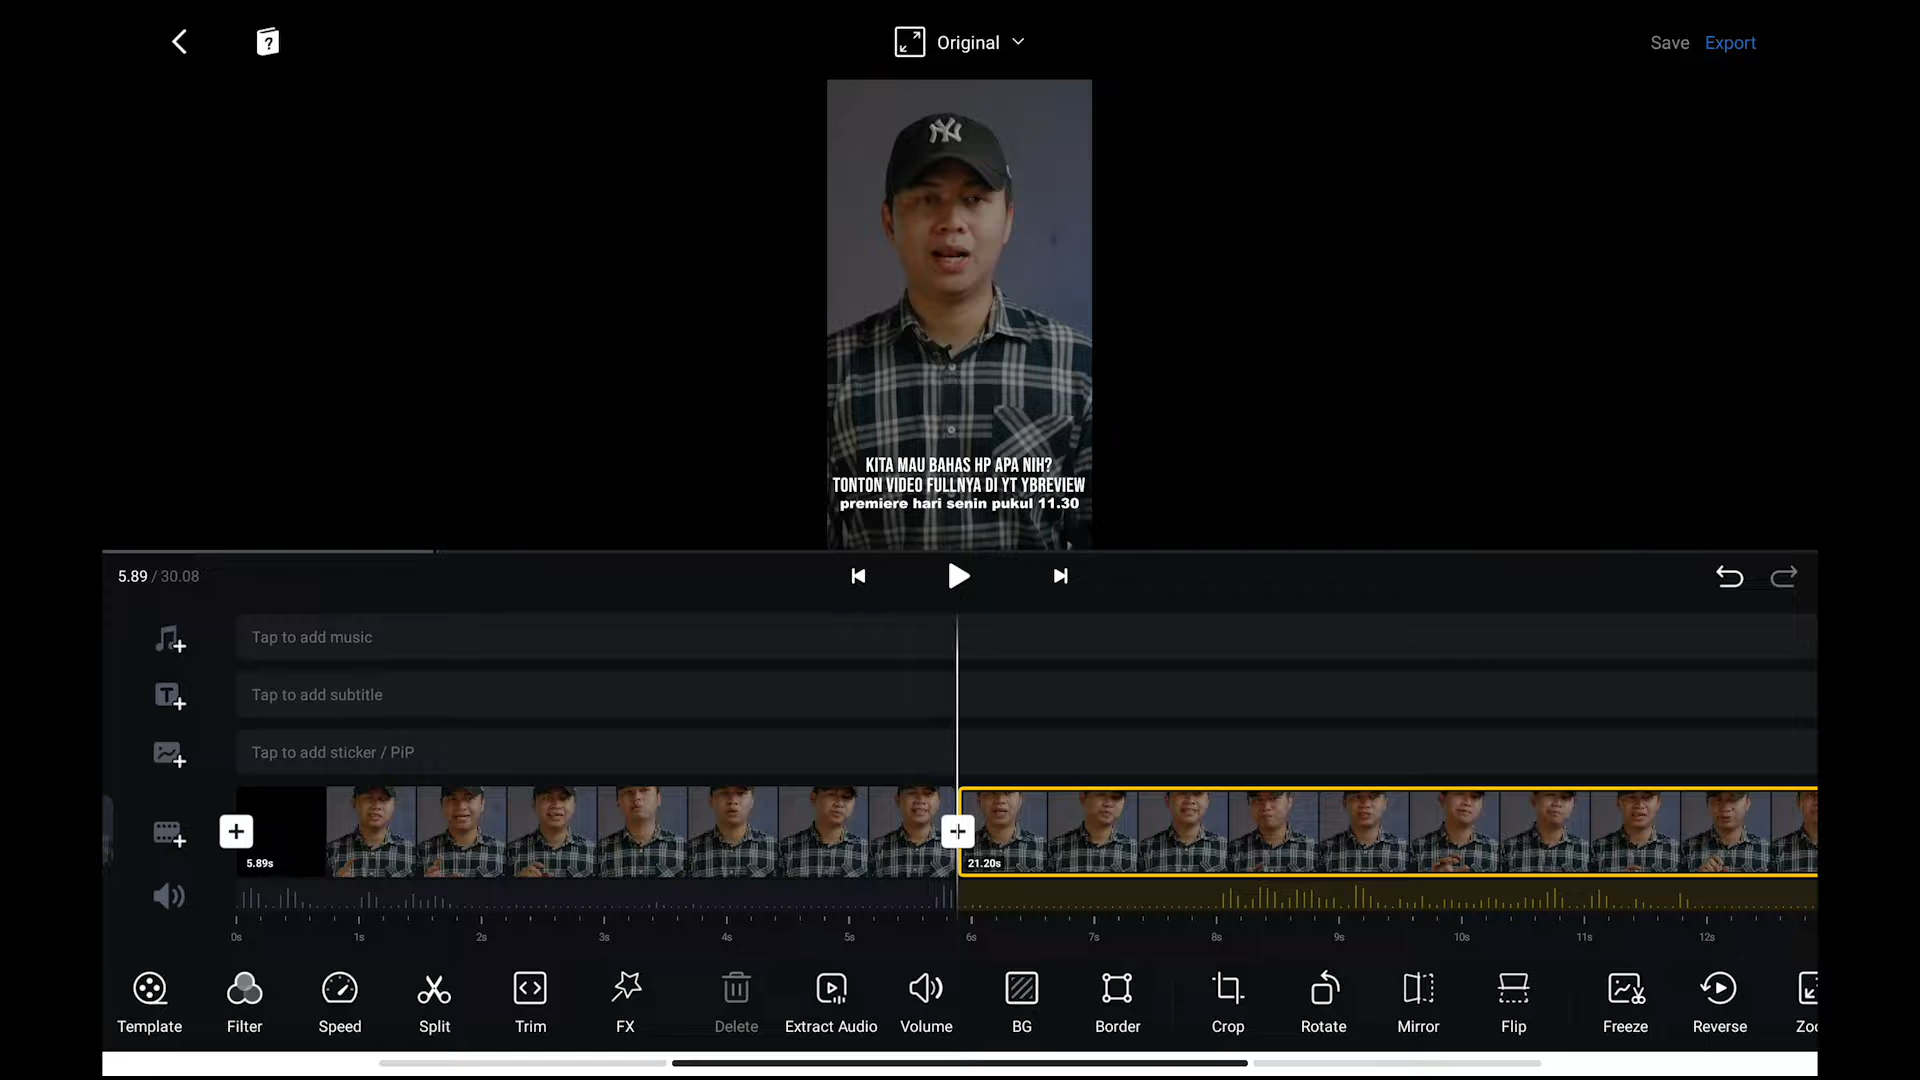 Original
Save Export
NY
KITA MAU BAHAS HP APA NIH?
TONTON VIDEO FULLNYA DI YT YBREVIEW
premiere hari senin pukul 11.30
5.89 / 30.08
Tap to add music
Tap to add subtitle
Tap to add sticker / PiP
5.89s 21.20s
0s 1s 2s 3s 4s 5s 6s 7s 8s 9s 10s 11s 12s
Template Filter Speed Split Trim FX Delete Extract Audio Volume BG Border Crop Rotate Mirror Flip Freeze Reverse Zoo